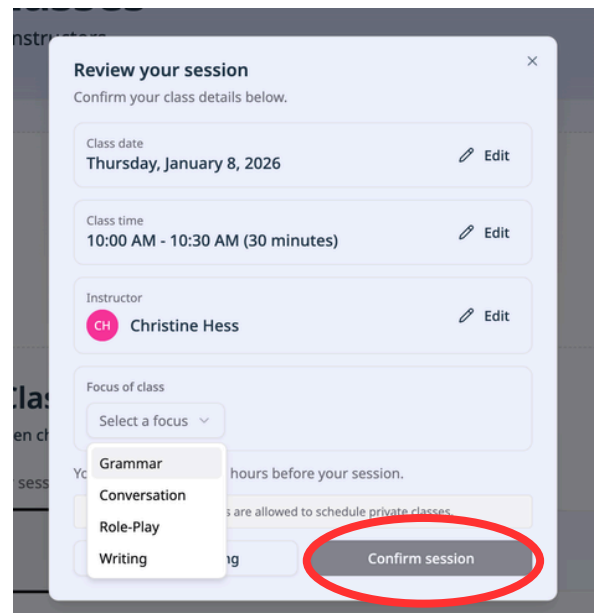 Review your session
Confirm your class details below.
Class date
Thursday, January 8, 2026
Edit
Class time
10:00 AM - 10:30 AM (30 minutes)
Edit
Instructor
CH
Christine Hess
Edit
Focus of class
Select a focus
Grammar
hours before your session.
Conversation
are allowed to schedule private classes.
Role-Play
Writing
Confirm session